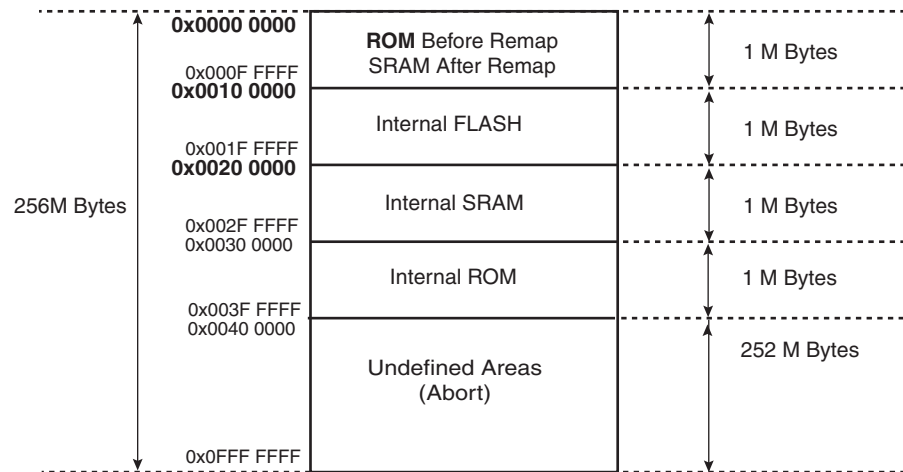 0x0000 0000
ROM Before Remap
SRAM After Remap
1 M Bytes
0x000F FFFF
0x0010 0000
Internal FLASH
1 M Bytes
0x001F FFFF
0x0020 0000
256M Bytes
Internal SRAM
1 M Bytes
0x002F FFFF
0x0030 0000
Internal ROM
1 M Bytes
0x003F FFFF
0x0040 0000
252 M Bytes
Undefined Areas
(Abort)
0x0FFF FFFF